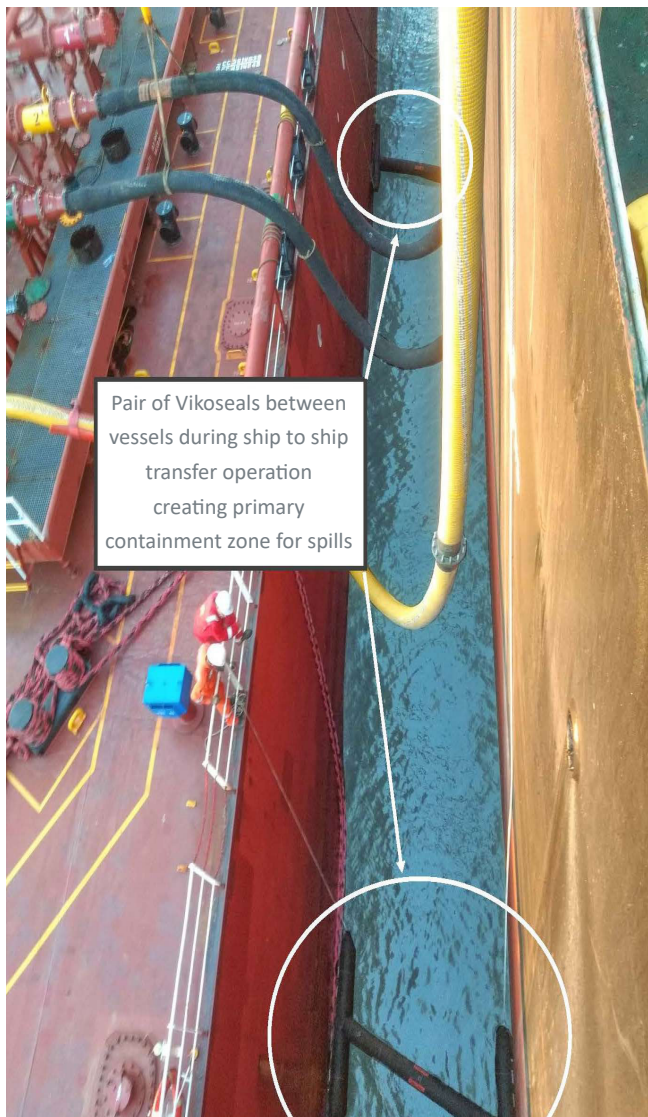 Pair of Vikoseals between
vessels during ship to ship
transfer operation
creating primary
containment zone for spills